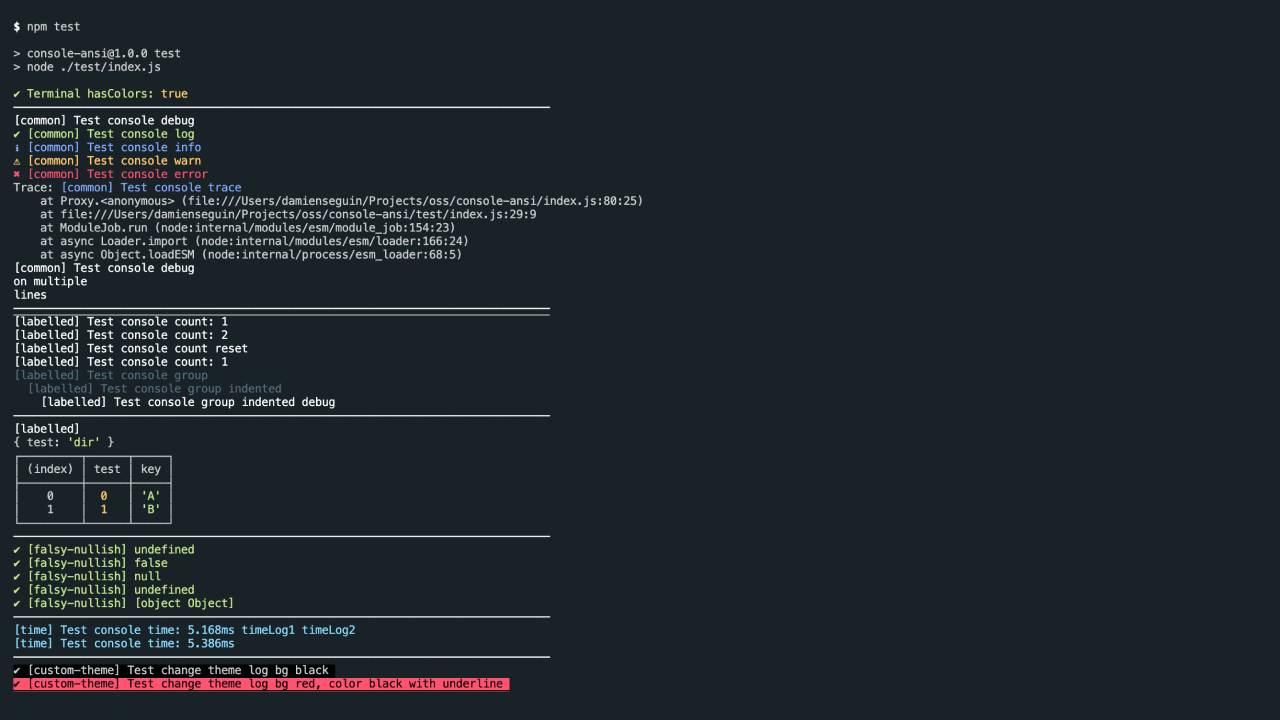 $ npm test
> console-ansi@1.0.0 test
> node ./test/index.js
✔ Terminal hasColors: true
[common] Test console debug
✔ [common] Test console log
ℹ [common] Test console info
⚠ [common] Test console warn
✖ [common] Test console error
Trace: [common] Test console trace
at Proxy.<anonymous> (file:///Users/damienseguin/Projects/oss/console-ansi/index.js:80:25)
at file:///Users/damienseguin/Projects/oss/console-ansi/test/index.js:29:9
at ModuleJob.run (node:internal/modules/esm/module_job:154:23)
at async Loader.import (node:internal/modules/esm/loader:166:24)
at async Object.loadESM (node:internal/process/esm_loader:68:5)
[common] Test console debug
on multiple
lines
[labelled] Test console count: 1
[labelled] Test console count: 2
[labelled] Test console count reset
[labelled] Test console count: 1
[labelled] Test console group
[labelled] Test console group indented
[labelled] Test console group indented debug
[labelled]
{ test: 'dir' }
(index) test key
0 0 'A'
1 1 'B'
✔ [falsy-nullish] undefined
✔ [falsy-nullish] false
✔ [falsy-nullish] null
✔ [falsy-nullish] undefined
✔ [falsy-nullish] [object Object]
[time] Test console time: 5.168ms timeLog1 timeLog2
[time] Test console time: 5.386ms
✔ [custom-theme] Test change theme log bg black
✔ [custom-theme] Test change theme log bg red, color black with underline